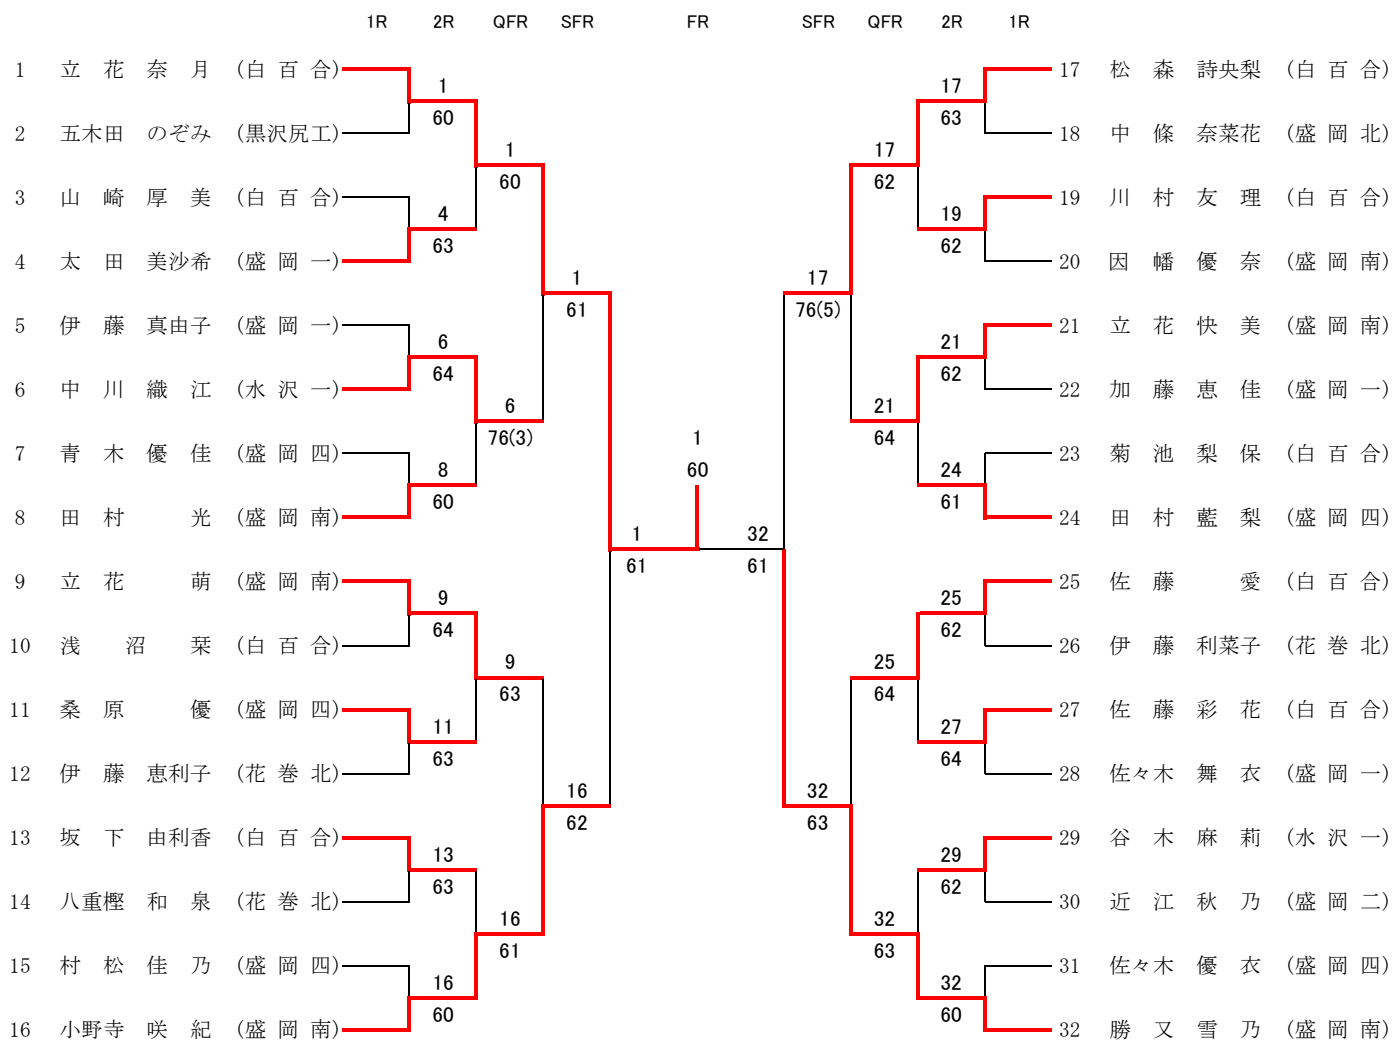 1R 2R QFR SFR FR SFR QFR 2R 1R
1 立花奈月 (白百合) 17 松森詩央梨 (白百合)
1 17
60 63
2 五木田のぞみ (黒沢尻工) 18 中條奈菜花 (盛岡北)
1 17
60 62
3 山崎厚美 (白百合) 19 川村友理 (白百合)
4 19
63 62
4 太田美沙希 (盛岡一) 20 因幡優奈 (盛岡南)
1 17
61 76(5)
5 伊藤真由子 (盛岡一) 21 立花快美 (盛岡南)
6 21
64 62
6 中川織江 (水沢一) 22 加藤恵佳 (盛岡一)
6 21
76(3) 1 64
7 青木優佳 (盛岡四) 23 菊池梨保 (白百合)
8 60 24
60 61
8 田村光 (盛岡南) 24 田村藍梨 (盛岡四)
1 32
61 61
9 立花萌 (盛岡南) 25 佐藤愛 (白百合)
9 25
64 62
10 浅沼栞 (白百合) 26 伊藤利菜子 (花巻北)
9 25
63 64
11 桑原優 (盛岡四) 27 佐藤彩花 (白百合)
11 27
63 64
12 伊藤恵利子 (花巻北) 28 佐々木舞衣 (盛岡一)
16 32
62 63
13 坂下由利香 (白百合) 29 谷木麻莉 (水沢一)
13 29
63 62
14 八重樫和泉 (花巻北) 30 近江秋乃 (盛岡二)
16 32
61 63
15 村松佳乃 (盛岡四) 31 佐々木優衣 (盛岡四)
16 32
60 60
16 小野寺咲紀 (盛岡南) 32 勝又雪乃 (盛岡南)